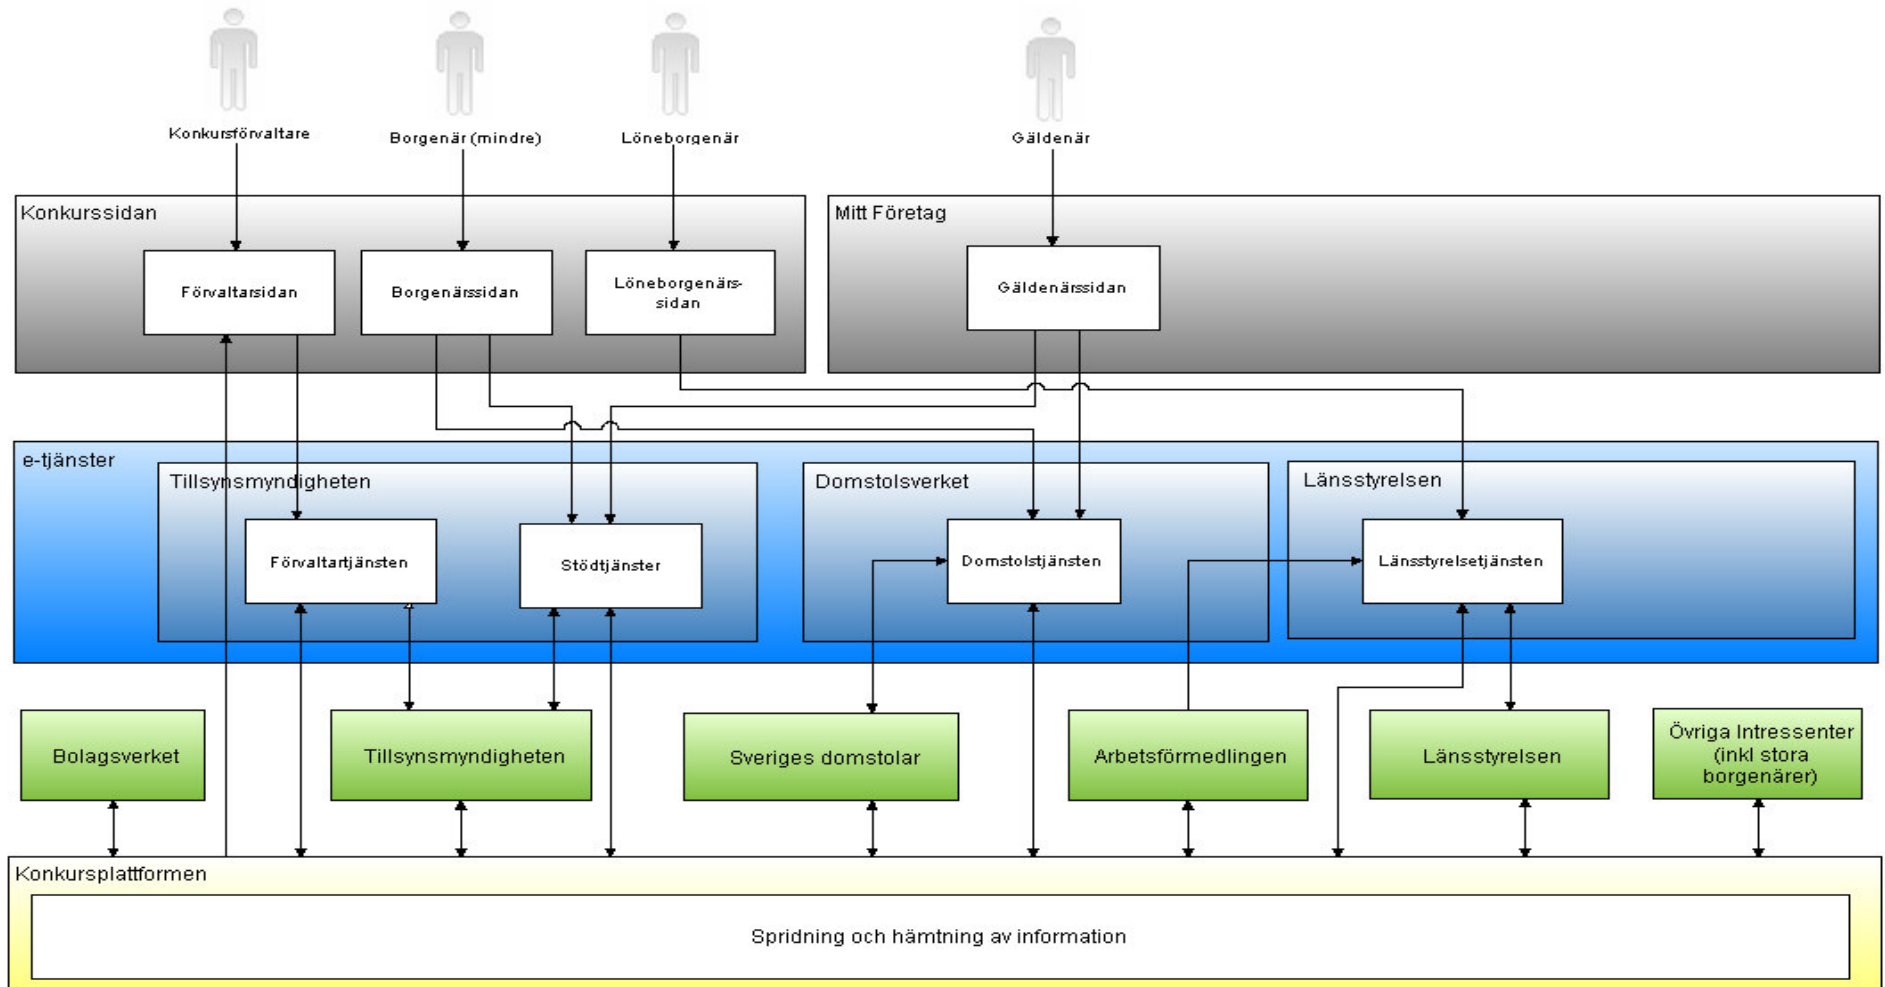 Konkursförvaltare
Borgenär (mindre)
Löneborgenär
Gäldenär
Konkurssidan
Mitt Företag
Förvaltarsidan
Borgenärssidan
Löneborgenärs-
sidan
Gäldenärssidan
e-tjänster
Tillsynsmyndigheten
Domstolsverket
Länsstyrelsen
Förvaltartjänsten
Stödtjänster
Domstolstjänsten
Länsstyrelsetjänsten
Bolagsverket
Tillsynsmyndigheten
Sveriges domstolar
Arbetsförmedlingen
Länsstyrelsen
Övriga Intressenter
(inkl stora
borgenärer)
Konkursplattformen
Spridning och hämtning av information